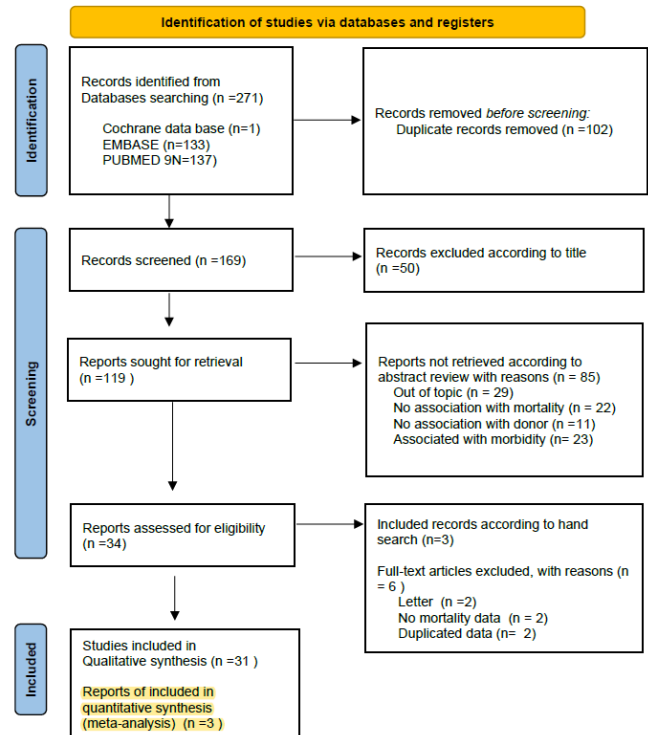 Identification of studies via databases and registers
Identification
Records identified from
Databases searching (n =271)
Cochrane data base (n=1)
EMBASE (n=133)
PUBMED 9N=137)
Records removed before screening:
Duplicate records removed (n =102)
Screening
Records screened (n =169)
Records excluded according to title
(n =50)
Reports sought for retrieval
(n =119 )
Reports not retrieved according to
abstract review with reasons (n = 85)
Out of topic (n = 29)
No association with mortality (n = 22)
No association with donor (n =11)
Associated with morbidity (n= 23)
Reports assessed for eligibility
(n =34)
Included records according to hand
search (n=3)
Full-text articles excluded, with reasons (n
= 6 )
Letter (n =2)
No mortality data (n = 2)
Duplicated data (n= 2)
Included
Studies included in
Qualitative synthesis (n =31 )
Reports of included in
quantitative synthesis
(meta-analysis) (n =3 )